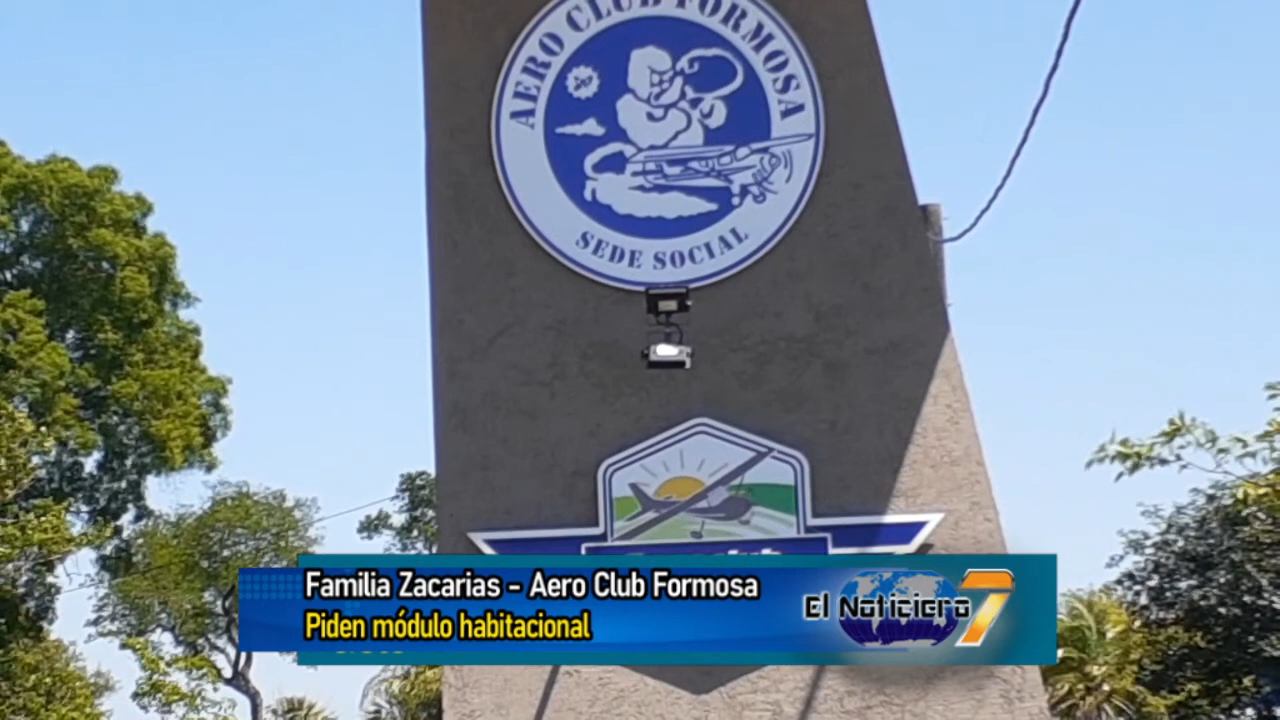 AERO CLUB FORMOSA
SEDE SOCIAL
Familia Zacarias - Aero Club Formosa
El Noticiero 7
Piden módulo habitacional